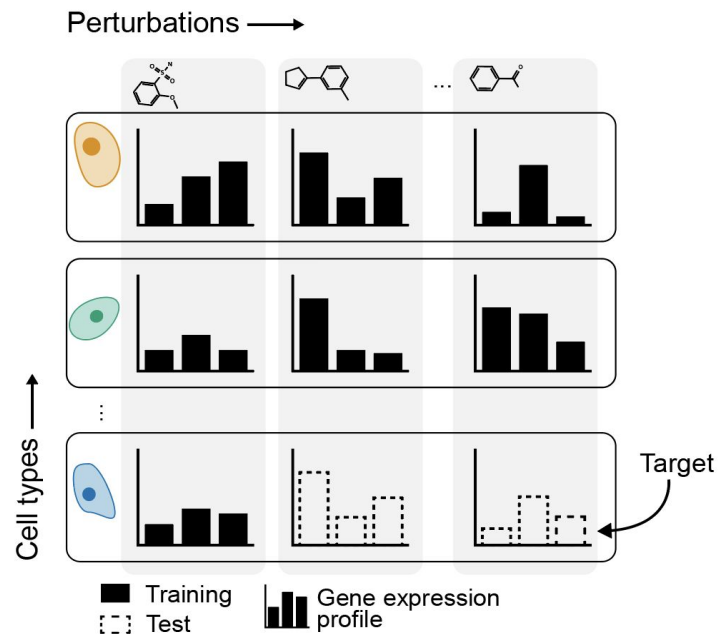 Perturbations
O
S
O
N
O
O
...
...
Cell types
Target
Training
Test
Gene expression
profile